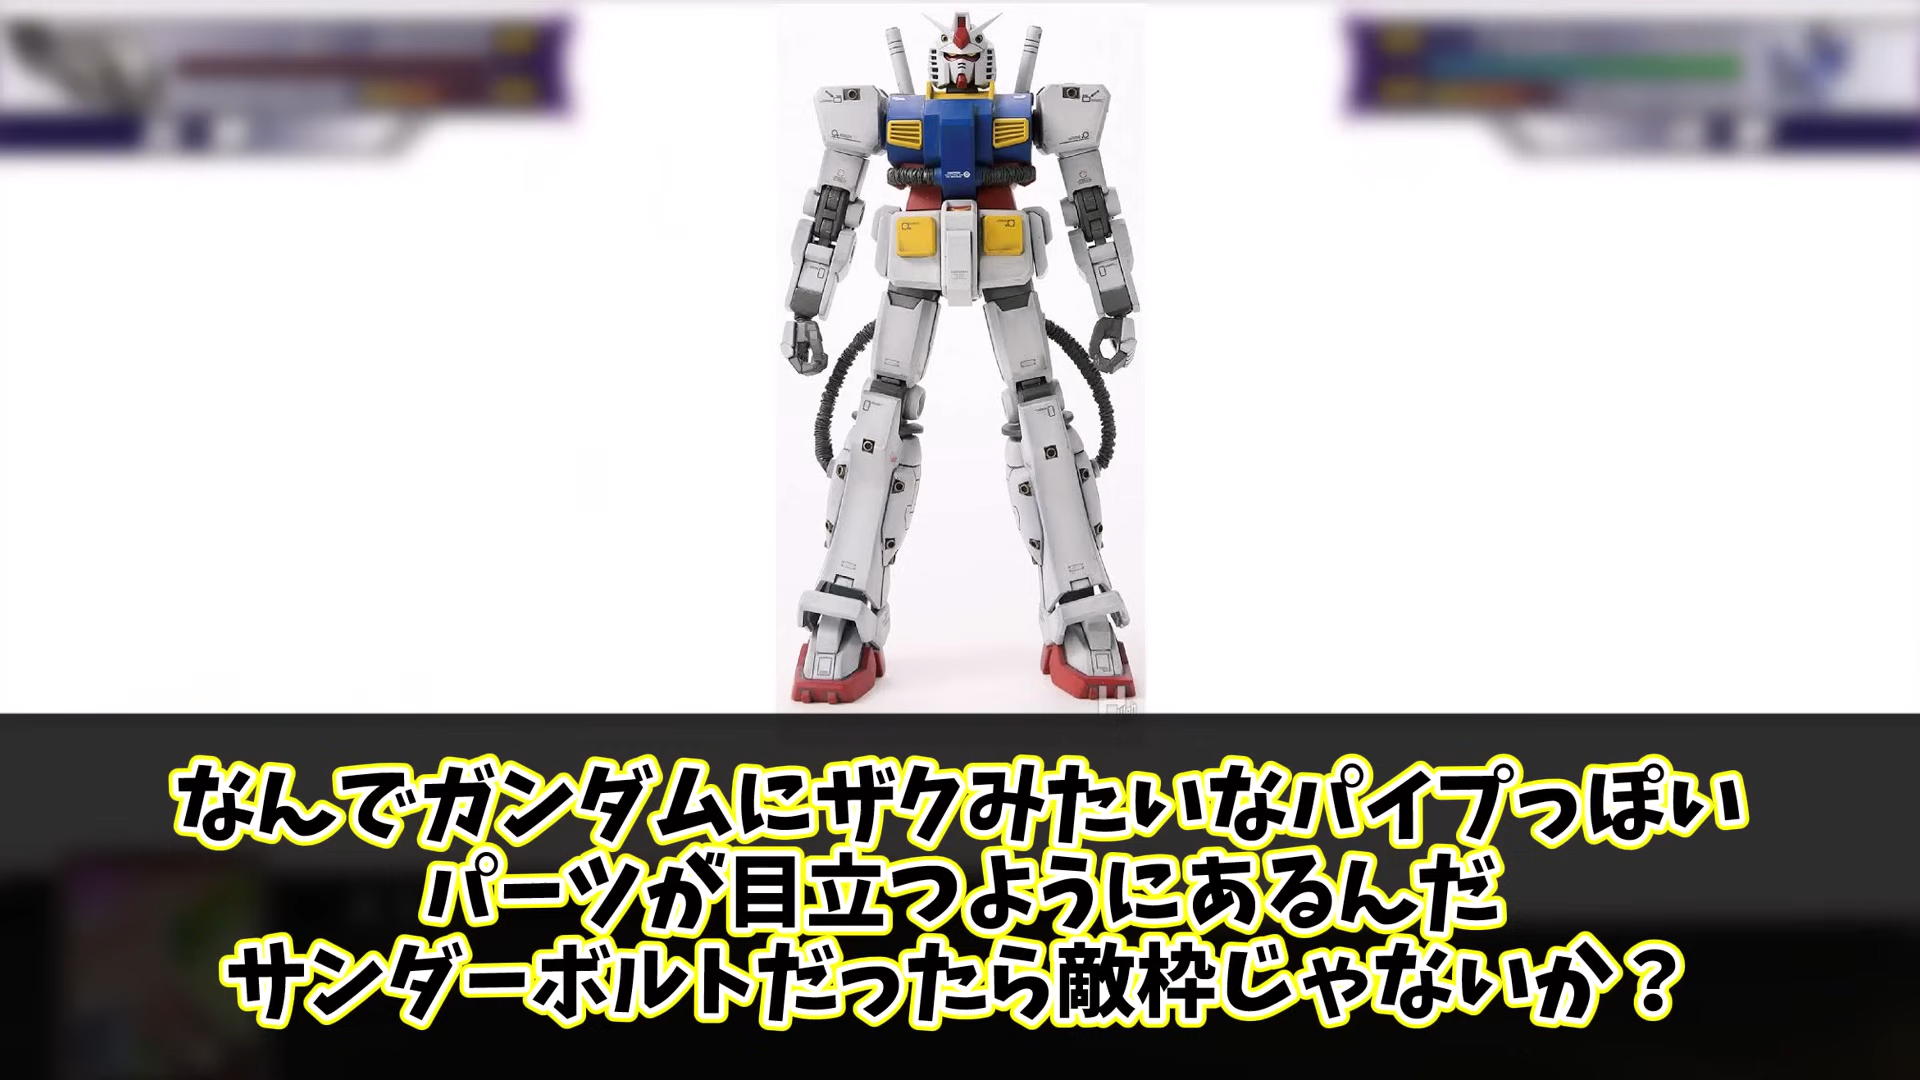 なんでガンダムにザクみたいなパイプっぽい
パーツが目立つようにあるんだ
サンダーボルトだったら敵枠じゃないか？